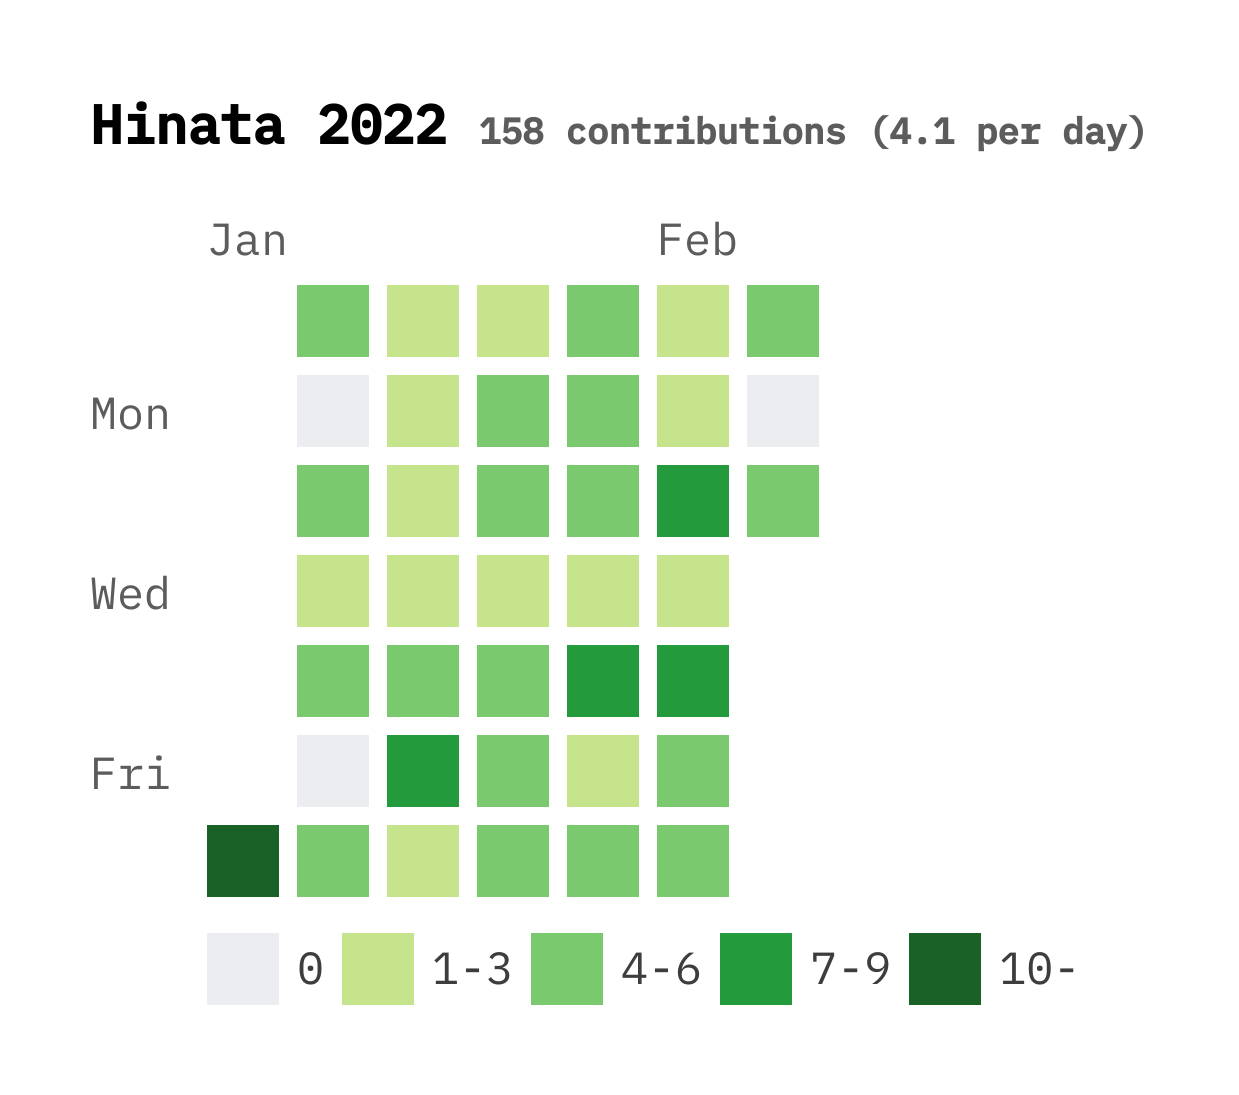 Hinata 2022 158 contributions (4.1 per day)
Jan Feb
Mon
Wed
Fri
0 1-3 4-6 7-9 10-